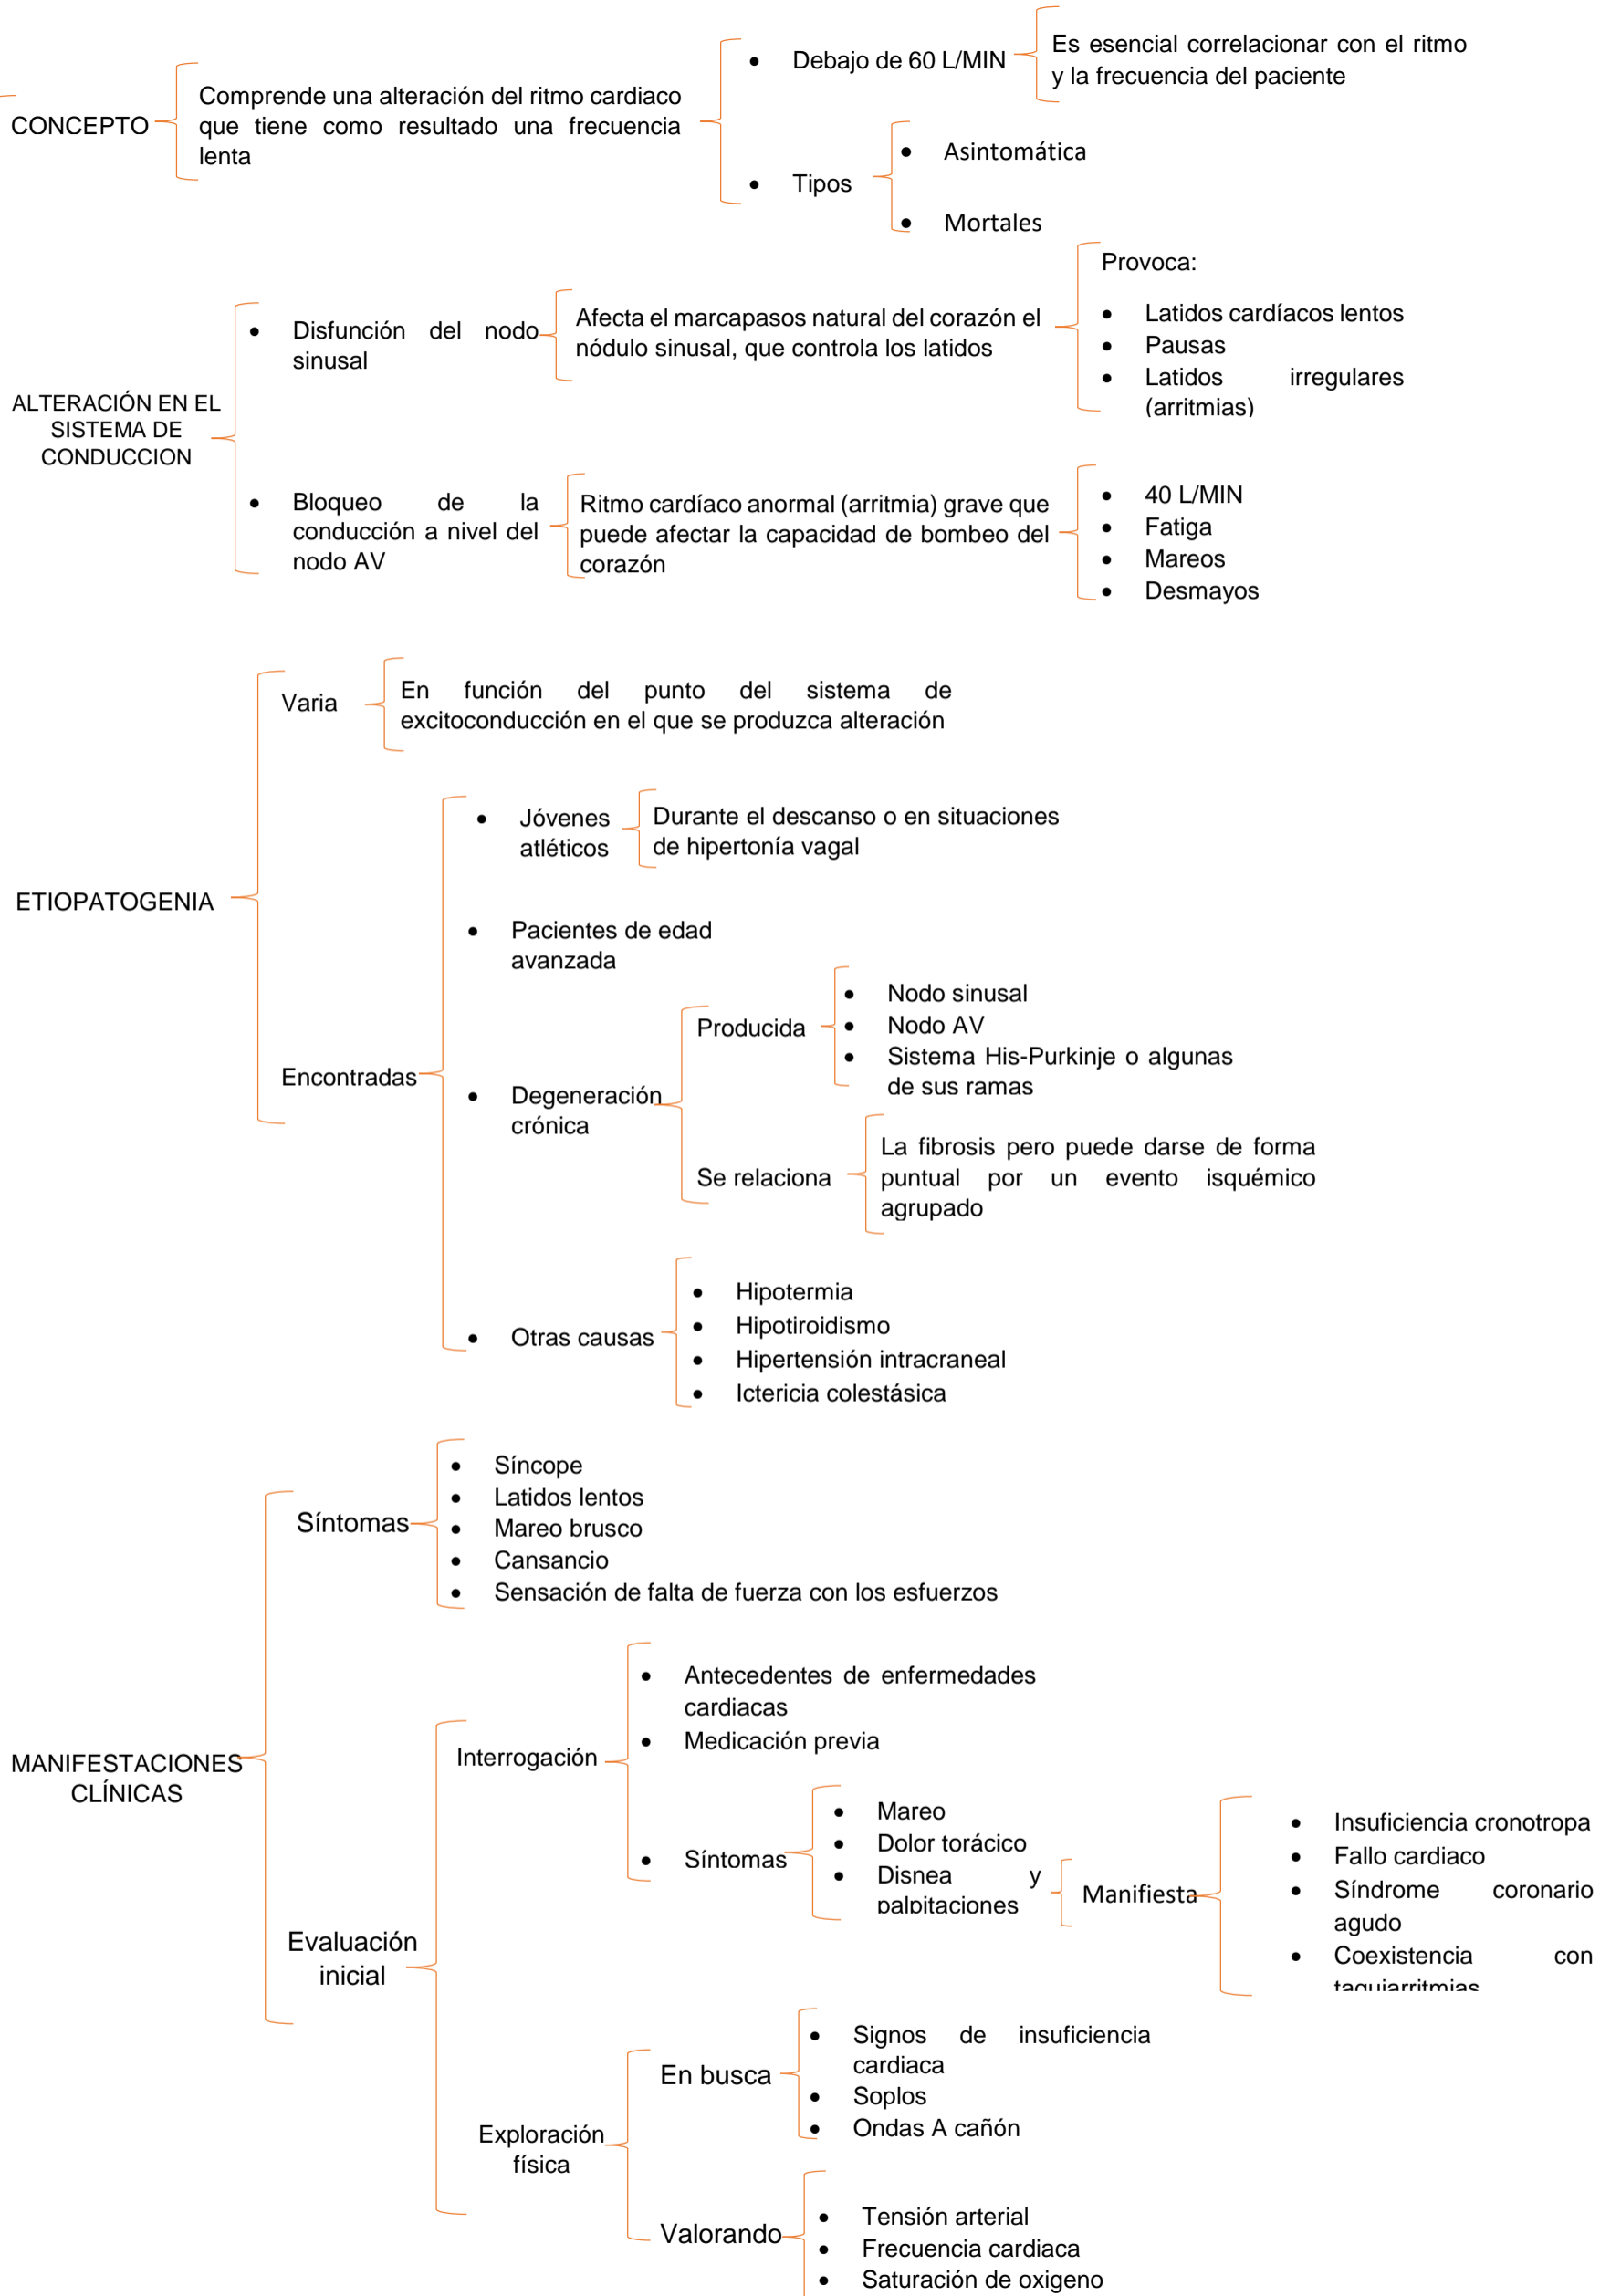 CONCEPTO
Comprende una alteración del ritmo cardiaco
que tiene como resultado una frecuencia
lenta
• Debajo de 60 L/MIN
Es esencial correlacionar con el ritmo
y la frecuencia del paciente
• Tipos
• Asintomática
• Mortales
ALTERACIÓN EN EL
SISTEMA DE
CONDUCCION
• Disfunción del nodo
sinusal
Afecta el marcapasos natural del corazón el
nódulo sinusal, que controla los latidos
Provoca:
• Latidos cardíacos lentos
• Pausas
• Latidos irregulares
(arritmias)
• Bloqueo de la
conducción a nivel del
nodo AV
Ritmo cardíaco anormal (arritmia) grave que
puede afectar la capacidad de bombeo del
corazón
• 40 L/MIN
• Fatiga
• Mareos
• Desmayos
ETIOPATOGENIA
Varia
En función del punto del sistema de
excitoconducción en el que se produzca alteración
Encontradas
• Jóvenes
atléticos
Durante el descanso o en situaciones
de hipertonía vagal
• Pacientes de edad
avanzada
• Degeneración
crónica
Producida
• Nodo sinusal
• Nodo AV
• Sistema His-Purkinje o algunas
de sus ramas
Se relaciona
La fibrosis pero puede darse de forma
puntual por un evento isquémico
agrupado
• Otras causas
• Hipotermia
• Hipotiroidismo
• Hipertensión intracraneal
• Ictericia colestásica
MANIFESTACIONES
CLÍNICAS
Síntomas
• Síncope
• Latidos lentos
• Mareo brusco
• Cansancio
• Sensación de falta de fuerza con los esfuerzos
Evaluación
inicial
Interrogación
• Antecedentes de enfermedades
cardiacas
• Medicación previa
• Síntomas
• Mareo
• Dolor torácico
• Disnea y
palpitaciones
Manifiesta
• Insuficiencia cronotropa
• Fallo cardiaco
• Síndrome coronario
agudo
• Coexistencia con
taquiarritmias
Exploración
física
En busca
• Signos de insuficiencia
cardiaca
• Soplos
• Ondas A cañón
Valorando
• Tensión arterial
• Frecuencia cardiaca
• Saturación de oxigeno